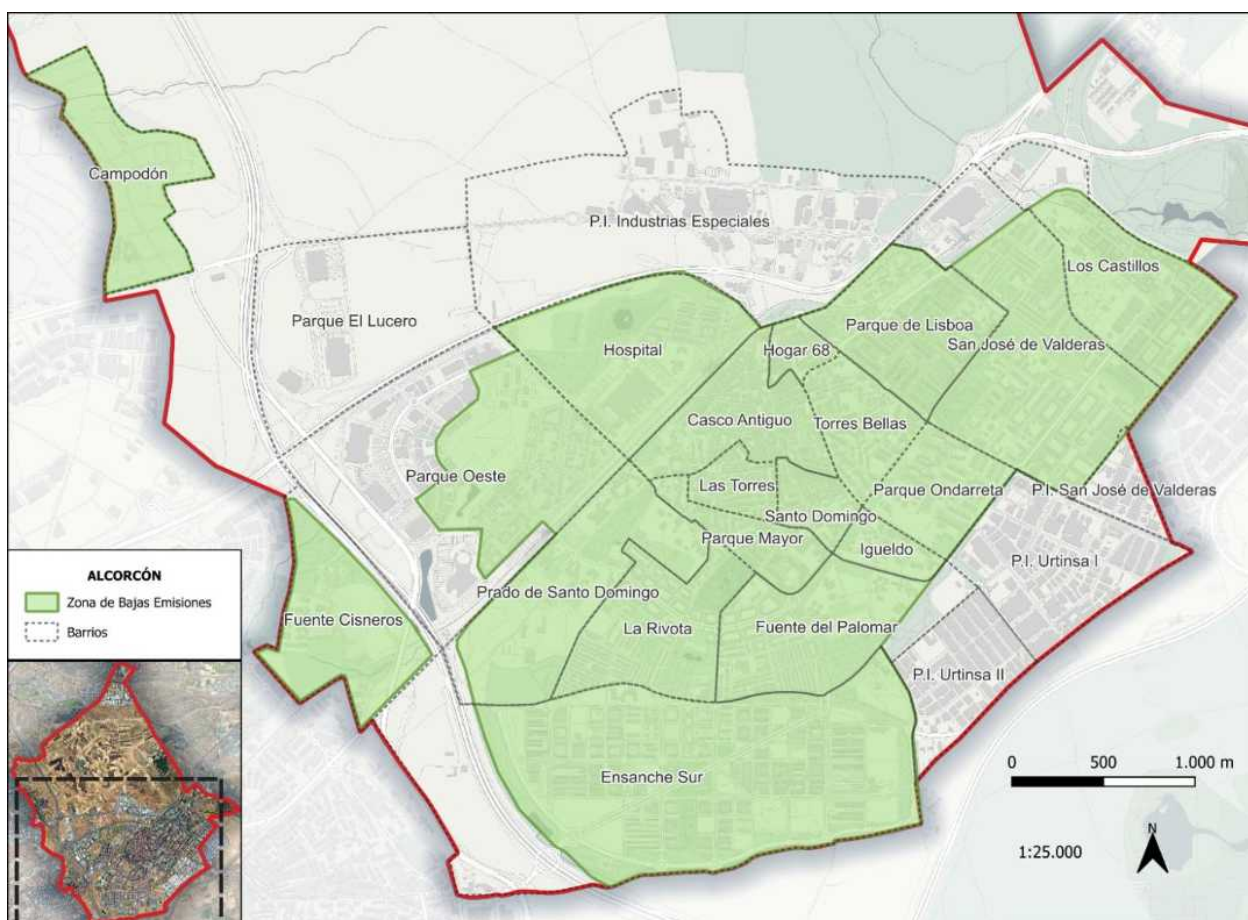 Campodón
P.I. Industrias Especiales
Los Castillos
Parque El Lucero
Hospital
Hogar 68
Parque de Lisboa
San José de Valderas
Casco Antiguo
Torres Bellas
Parque Oeste
Las Torres
Parque Ondarreta
P.I. San José de Valderas
Santo Domingo
Parque Mayor
Igueldo
P.I. Urtinsa I
Prado de Santo Domingo
Fuente Cisneros
La Rivota
Fuente del Palomar
P.I. Urtinsa II
Ensanche Sur
ALCORCÓN
Zona de Bajas Emisiones
Barrios
0 500 1.000 m
1:25.000
N